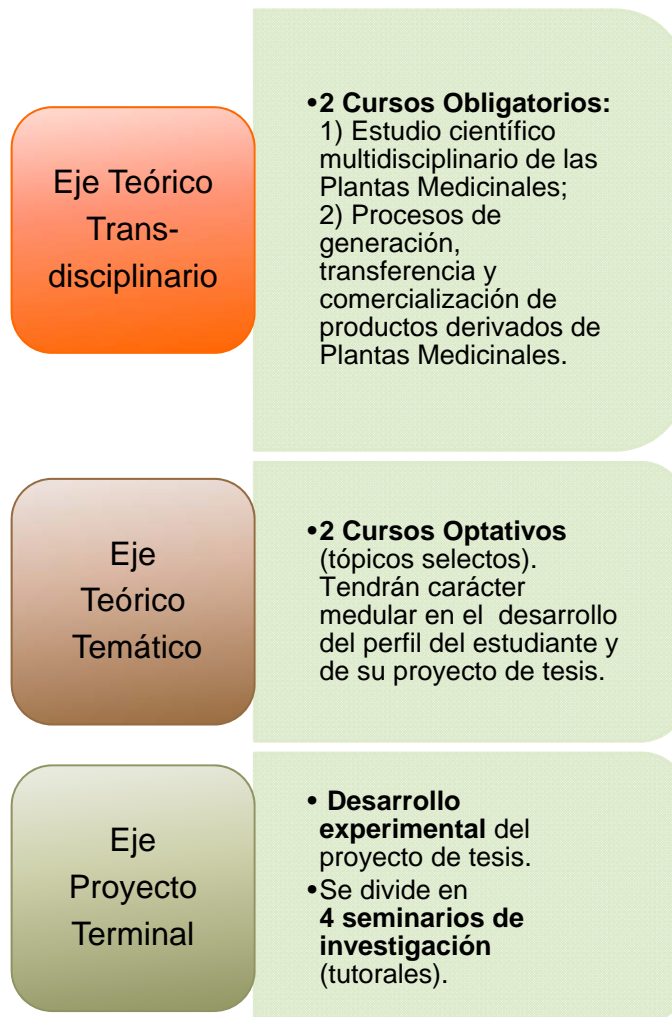 Eje Teórico
Trans-
disciplinario
•2 Cursos Obligatorios:
1) Estudio científico
multidisciplinario de las
Plantas Medicinales;
2) Procesos de
generación,
transferencia y
comercialización de
productos derivados de
Plantas Medicinales.
Eje
Teórico
Temático
•2 Cursos Optativos
(tópicos selectos).
Tendrán carácter
medular en el desarrollo
del perfil del estudiante y
de su proyecto de tesis.
Eje
Proyecto
Terminal
• Desarrollo
experimental del
proyecto de tesis.
•Se divide en
4 seminarios de
investigación
(tutorales).